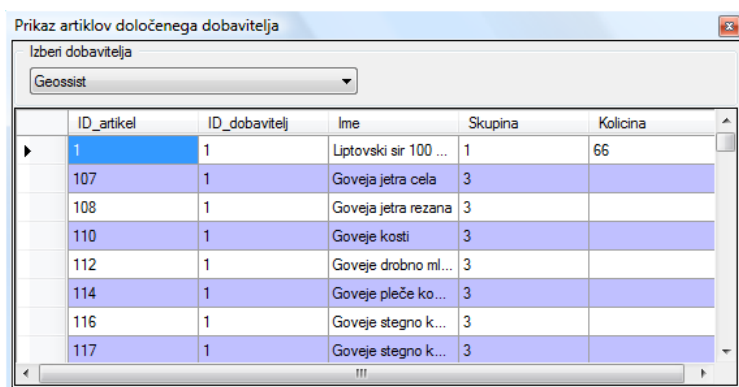 Prikaz artiklov določenega dobavitelja
Izberi dobavitelja
Geossist
ID_artikel ID_dobavitelj Ime Skupina Kolicina
1 1 Liptovski sir 100 ... 1 66
107 1 Goveja jetra cela 3
108 1 Goveja jetra rezana 3
110 1 Goveje kosti 3
112 1 Goveje drobno ml... 3
114 1 Goveje pleče ko... 3
116 1 Goveje stegno k... 3
117 1 Goveje stegno k... 3